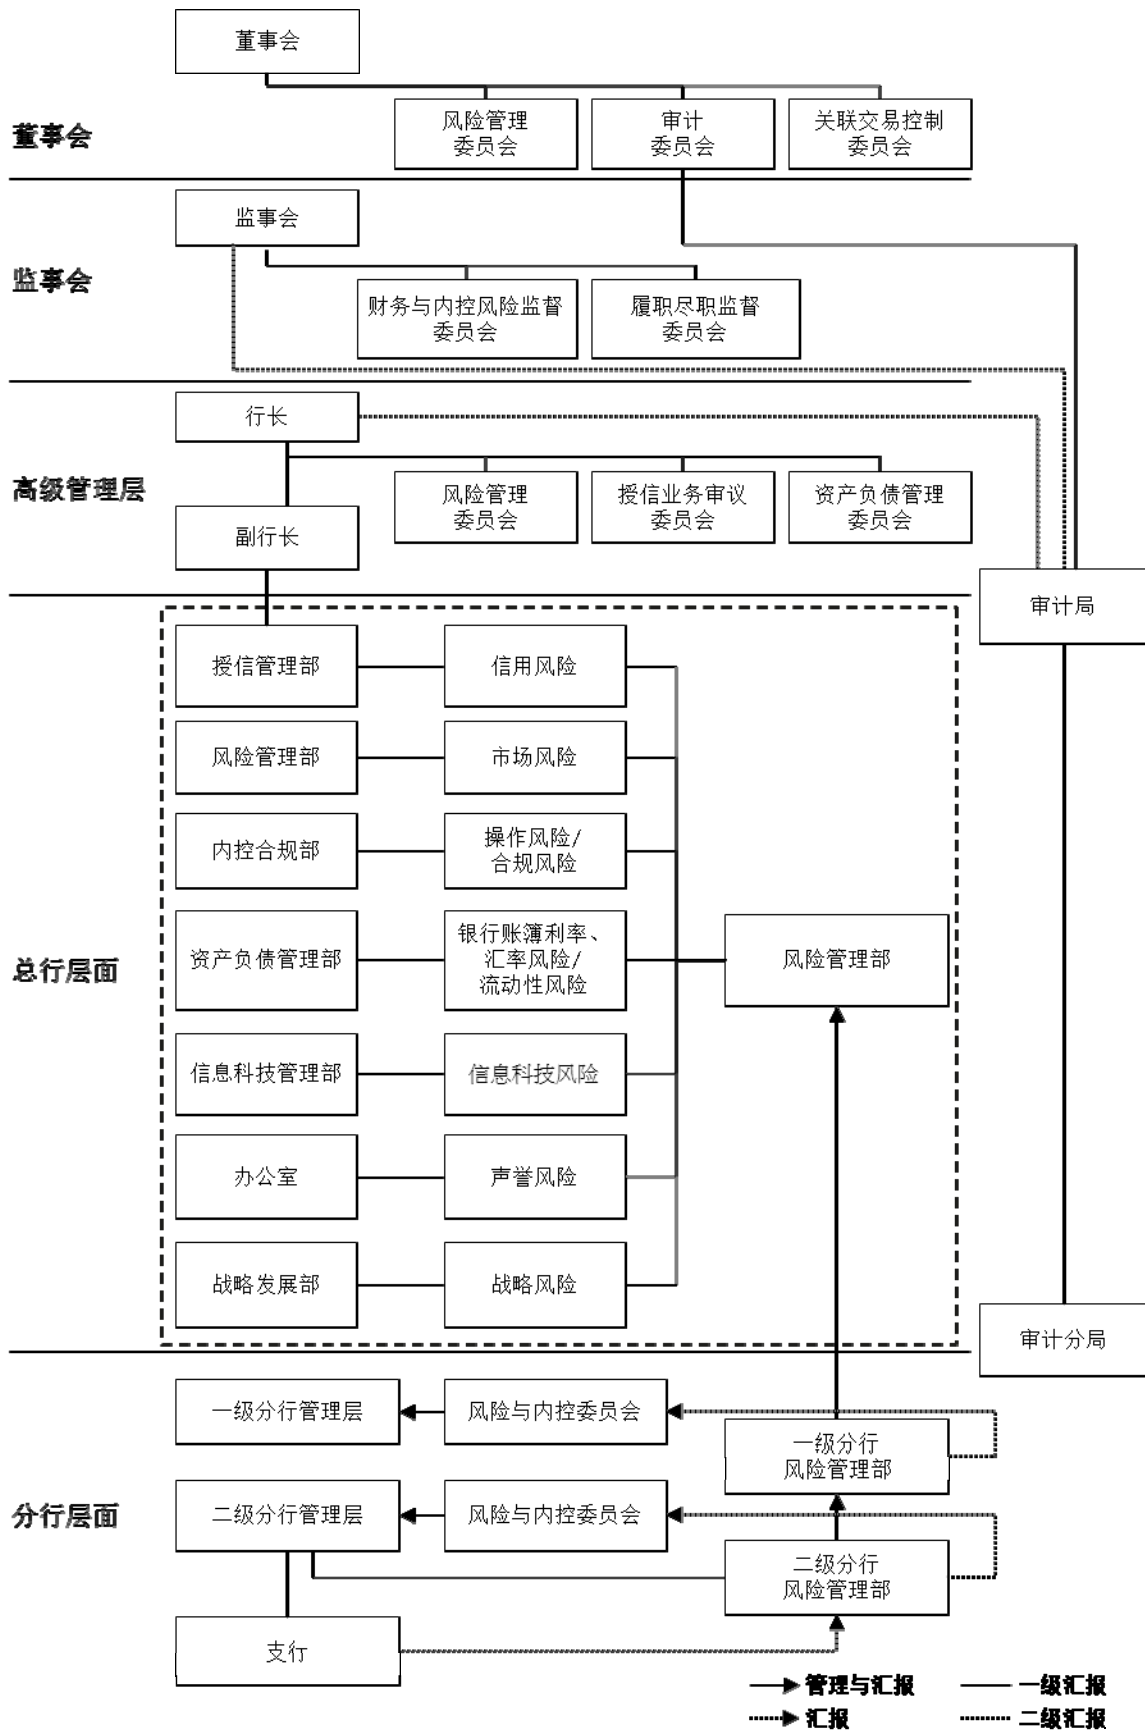 董事会
风险管理
委员会
审计
委员会
关联交易控制
委员会
董事会
监事会
监事会
财务与内控风险监督
委员会
履职尽职监督
委员会
行长
高级管理层
风险管理
委员会
授信业务审议
委员会
资产负债管理
委员会
副行长
审计局
授信管理部
信用风险
风险管理部
市场风险
内控合规部
操作风险/
合规风险
总行层面
资产负债管理部
银行账簿利率、
汇率风险/
流动性风险
风险管理部
信息科技管理部
信息科技风险
办公室
声誉风险
战略发展部
战略风险
审计分局
一级分行管理层
风险与内控委员会
一级分行
风险管理部
分行层面
二级分行管理层
风险与内控委员会
二级分行
风险管理部
支行
管理与汇报
一级汇报
汇报
二级汇报